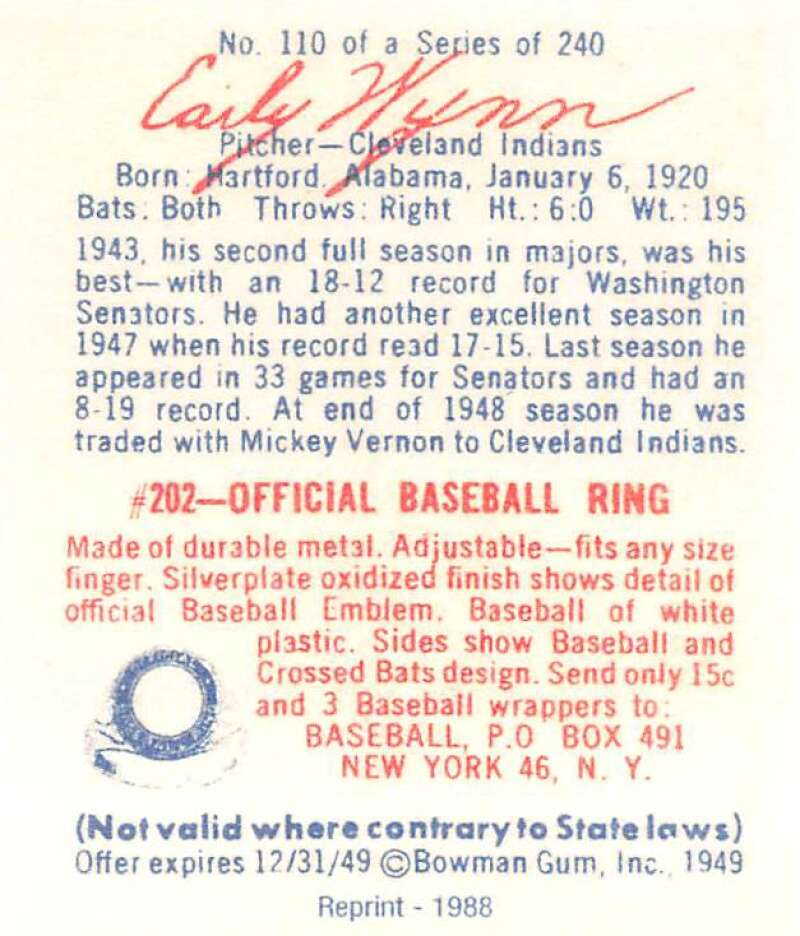 No. 110 of a Series of 240
Early Wynn
Pitcher—Cleveland Indians
Born: Hartford, Alabama, January 6, 1920
Bats: Both Throws: Right Ht.: 6:0 Wt.: 195
1943, his second full season in majors, was his
best—with an 18-12 record for Washington
Senators. He had another excellent season in
1947 when his record read 17-15. Last season he
appeared in 33 games for Senators and had an
8-19 record. At end of 1948 season he was
traded with Mickey Vernon to Cleveland Indians.
#202—OFFICIAL BASEBALL RING
Made of durable metal. Adjustable—fits any size
finger. Silverplate oxidized finish shows detail of
official Baseball Emblem. Baseball of white
plastic. Sides show Baseball and
Crossed Bats design. Send only 15c
and 3 Baseball wrappers to:
BASEBALL, P.O BOX 491
NEW YORK 46, N. Y.
(Not valid where contrary to State laws)
Offer expires 12/31/49 ©Bowman Gum, Inc., 1949
Reprint - 1988